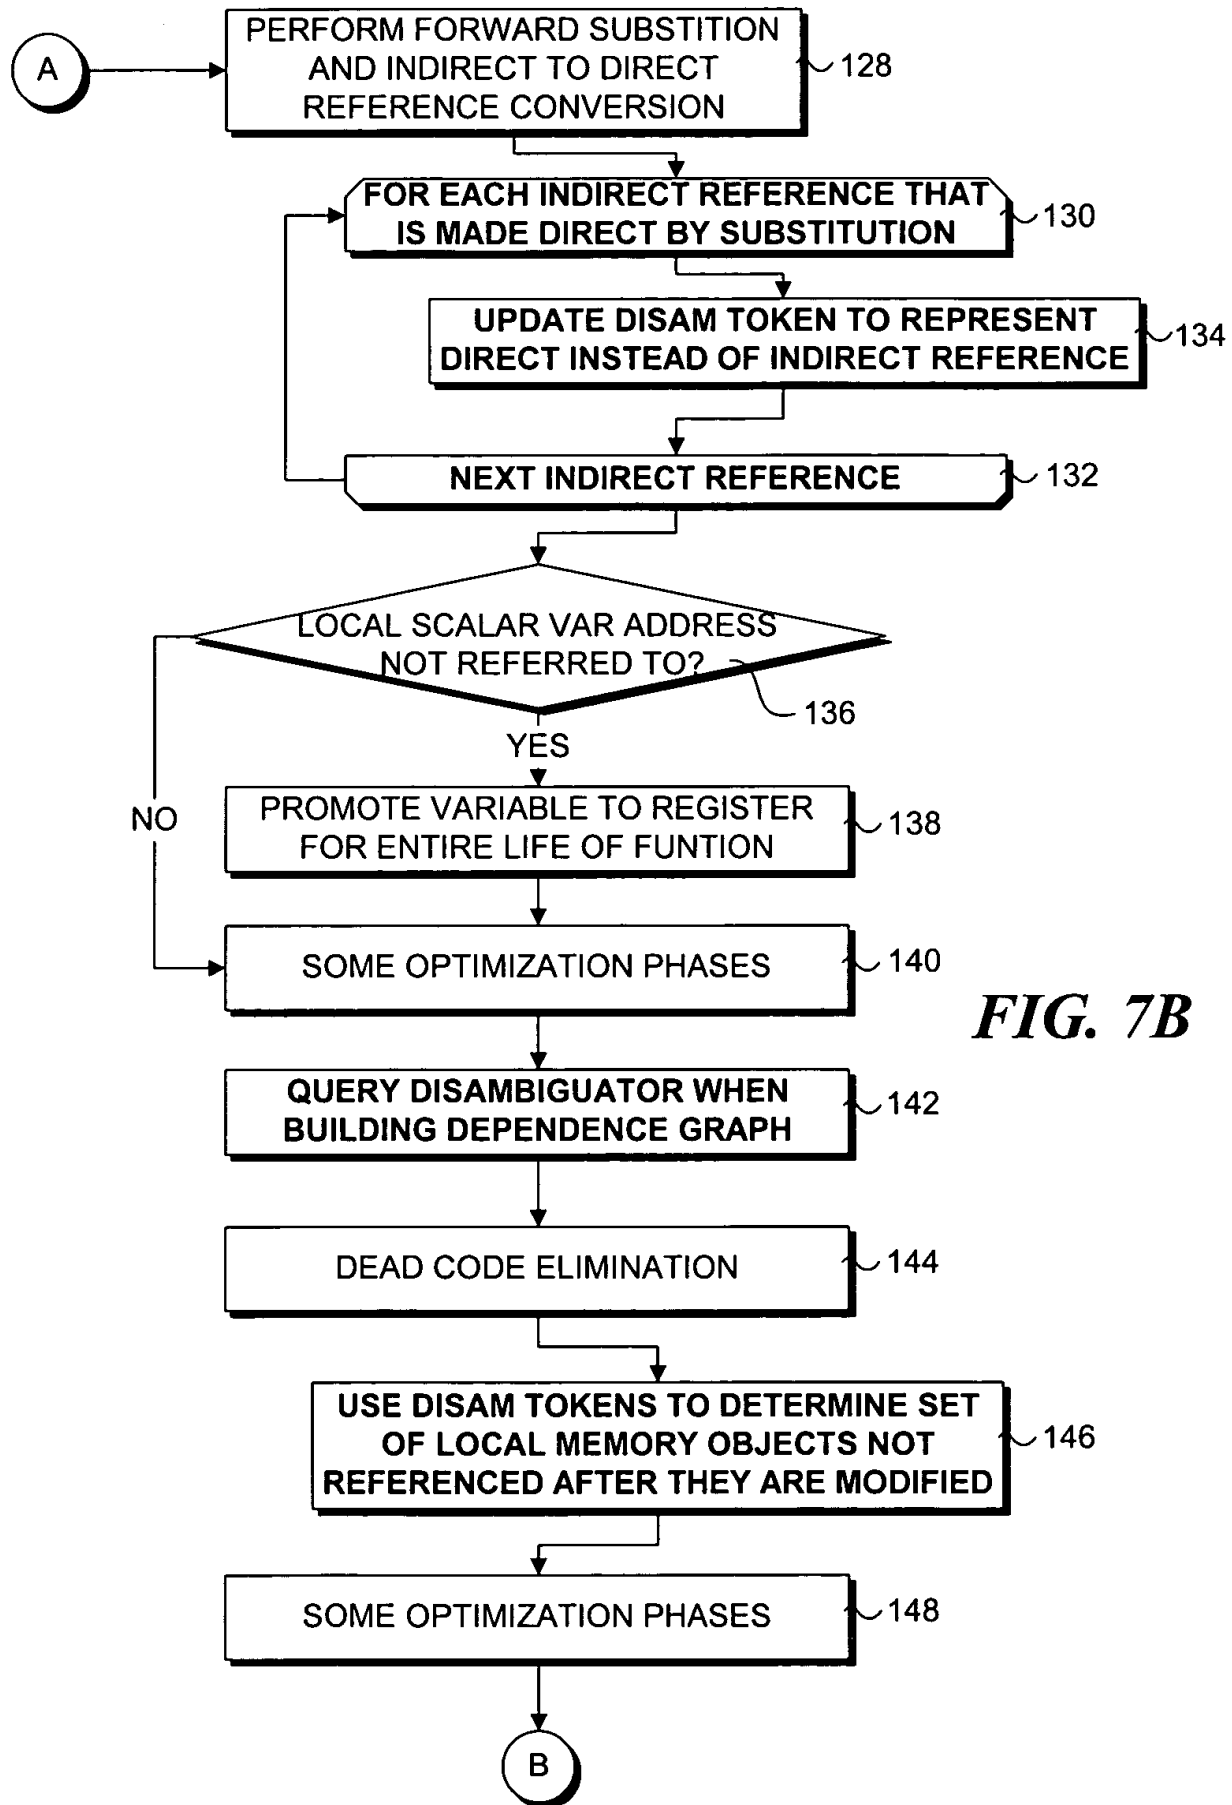 A
PERFORM FORWARD SUBSTITION
AND INDIRECT TO DIRECT
REFERENCE CONVERSION
128
FOR EACH INDIRECT REFERENCE THAT
IS MADE DIRECT BY SUBSTITUTION
130
UPDATE DISAM TOKEN TO REPRESENT
DIRECT INSTEAD OF INDIRECT REFERENCE
134
NEXT INDIRECT REFERENCE
132
LOCAL SCALAR VAR ADDRESS
NOT REFERRED TO?
136
YES
NO
PROMOTE VARIABLE TO REGISTER
FOR ENTIRE LIFE OF FUNTION
138
SOME OPTIMIZATION PHASES
140
FIG. 7B
QUERY DISAMBIGUATOR WHEN
BUILDING DEPENDENCE GRAPH
142
DEAD CODE ELIMINATION
144
USE DISAM TOKENS TO DETERMINE SET
OF LOCAL MEMORY OBJECTS NOT
REFERENCED AFTER THEY ARE MODIFIED
146
SOME OPTIMIZATION PHASES
148
B